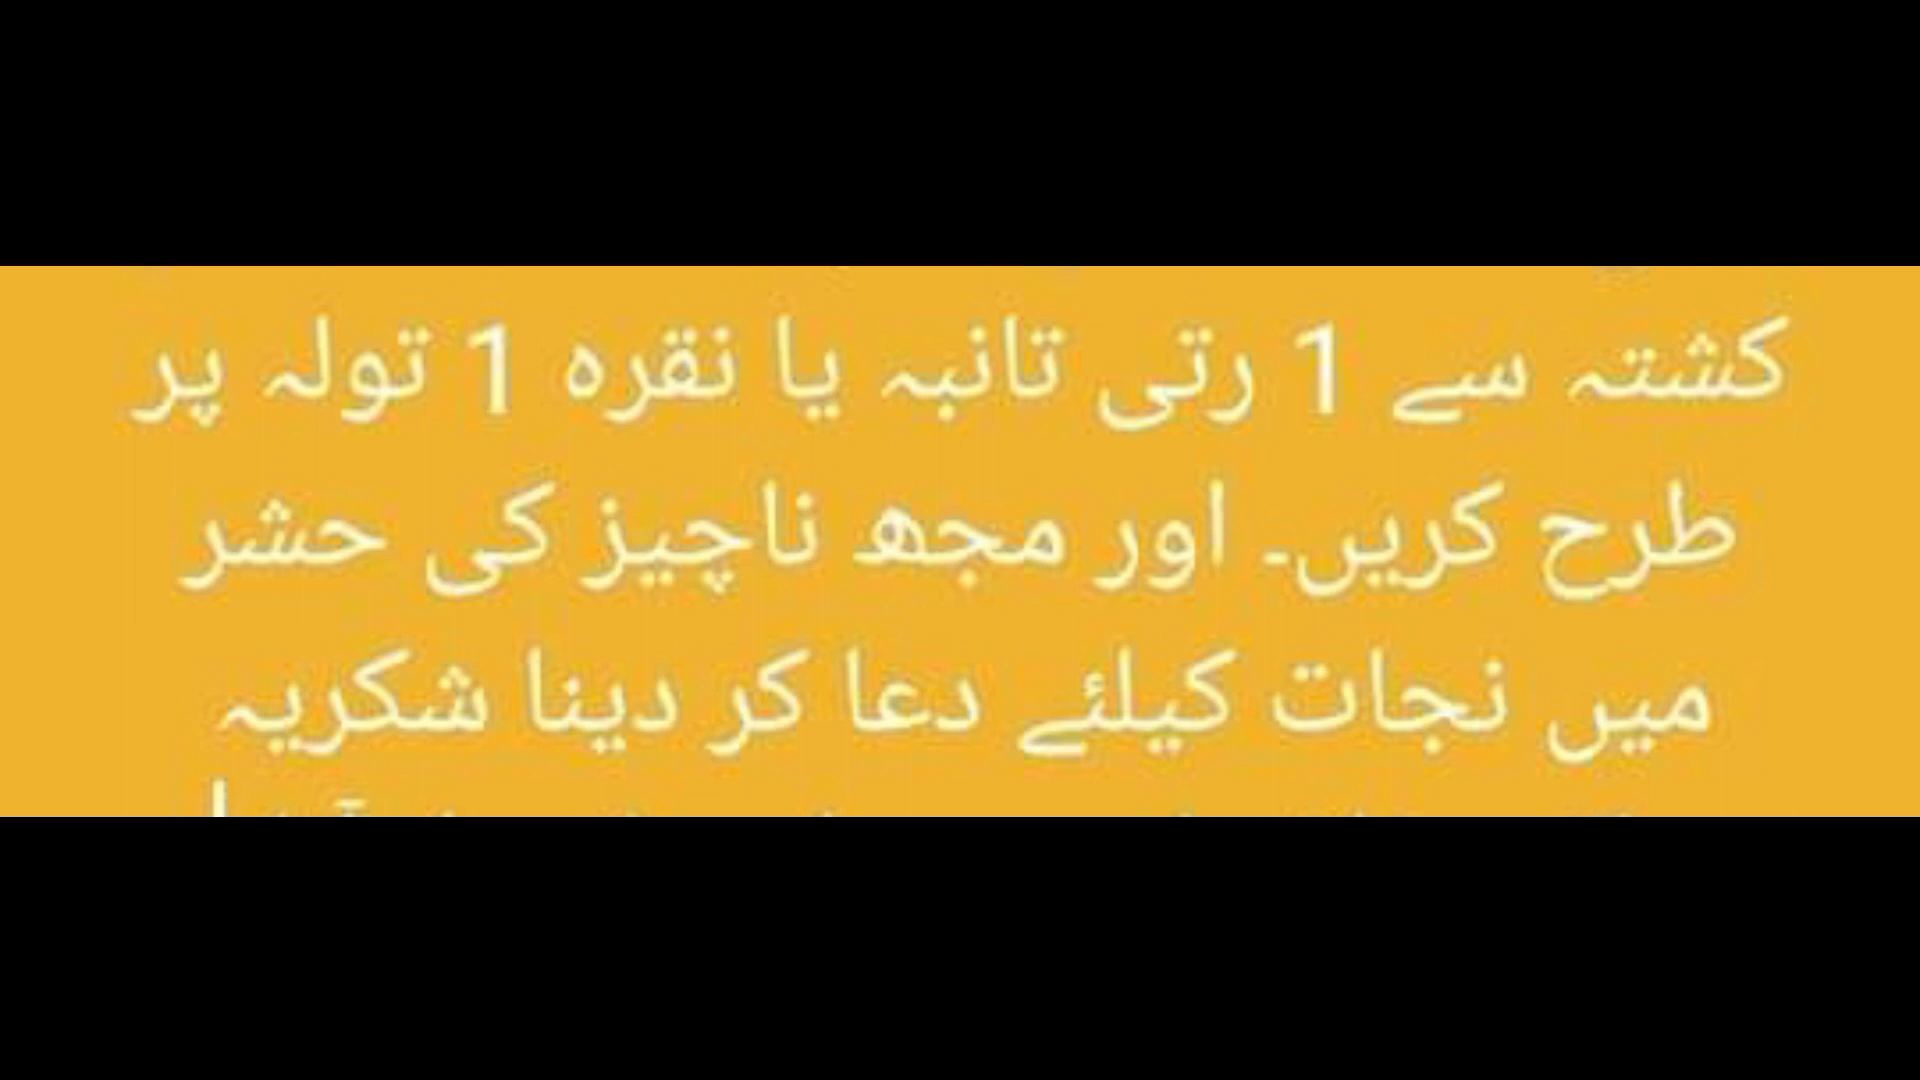 کشتہ سے 1 رتی تانبہ یا نقرہ 1 تولہ پر
طرح کریں۔ اور مجھ ناچیز کی حشر
میں نجات کیلئے دعا کر دینا شکریہ